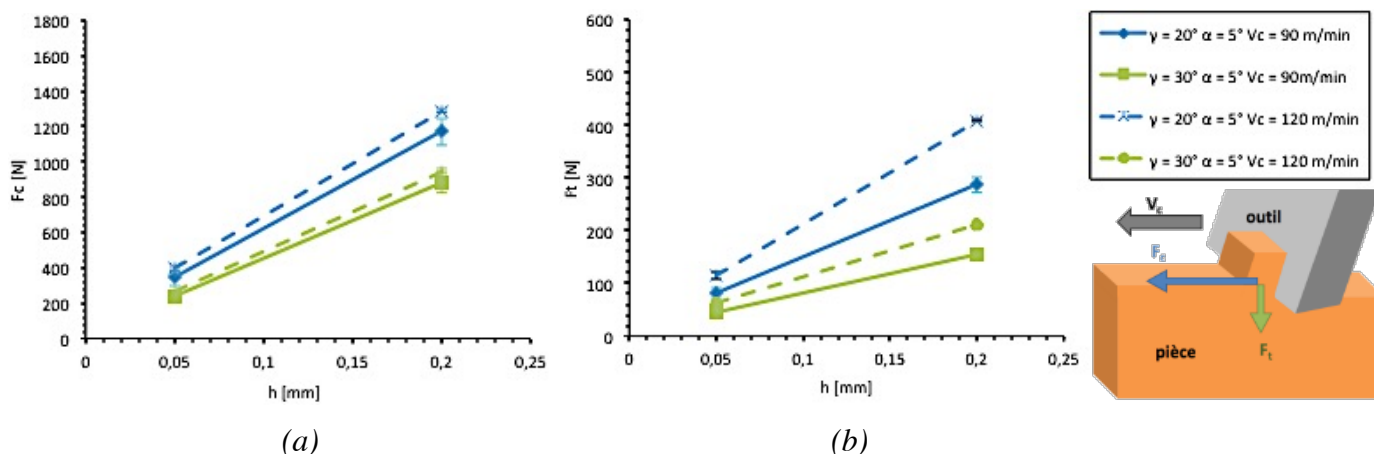 1800
1600
1400
1200
1000
800
600
400
200
0
Fc [N]
0
0,05
0,1
0,15
0,2
0,25
h [mm]
(a)
600
500
400
300
200
100
0
Ft [N]
0
0,05
0,1
0,15
0,2
0,25
h [mm]
(b)
γ = 20° α = 5° Vc = 90 m/min
γ = 30° α = 5° Vc = 90m/min
γ = 20° α = 5° Vc = 120 m/min
γ = 30° α = 5° Vc = 120 m/min
Vc
outil
Fc
pièce
Ft